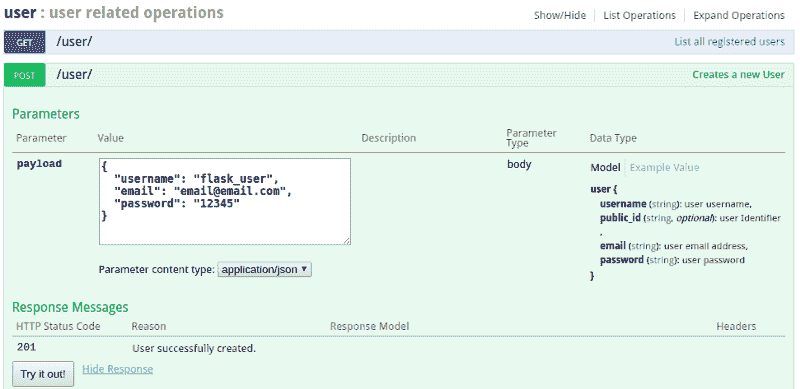 user : user related operations
Show/Hide | List Operations | Expand Operations
GET /user/ List all registered users
POST /user/ Creates a new User
Parameters
Parameter Value Description Parameter Type Data Type
payload
{
"username": "flask_user",
"email": "email@email.com",
"password": "12345"
}
body
Model Example Value
user {
username (string): user username,
public_id (string, optional): user Identifier
,
email (string): user email address,
password (string): user password
}
Parameter content type: application/json
Response Messages
HTTP Status Code Reason Response Model Headers
201 User successfully created.
Try it out! Hide Response